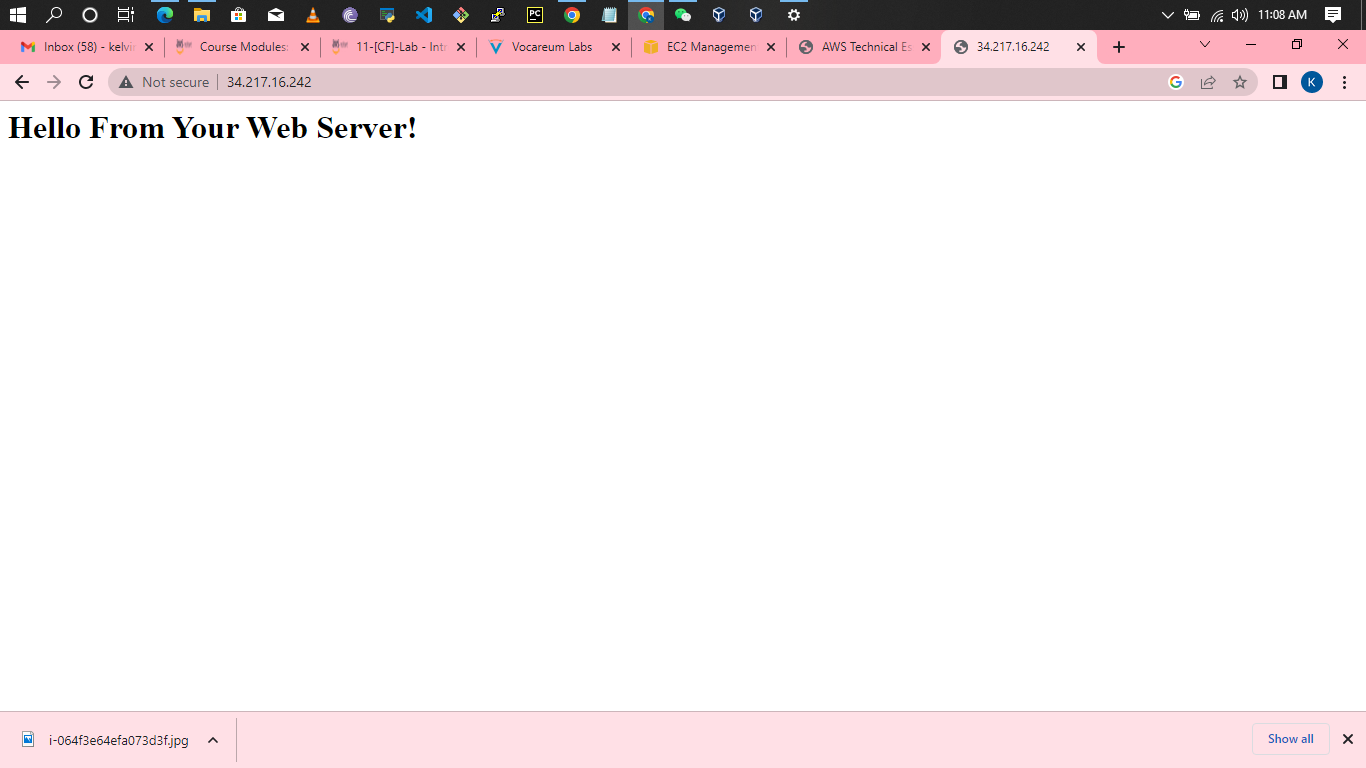 11:08 AM
Inbox (58) - kelvin
Course Modules:
11-[CF]-Lab - Intr
Vocareum Labs
EC2 Managemen
AWS Technical Es
34.217.16.242
Not secure
34.217.16.242
K
Hello From Your Web Server!
i-064f3e64efa073d3f.jpg
Show all